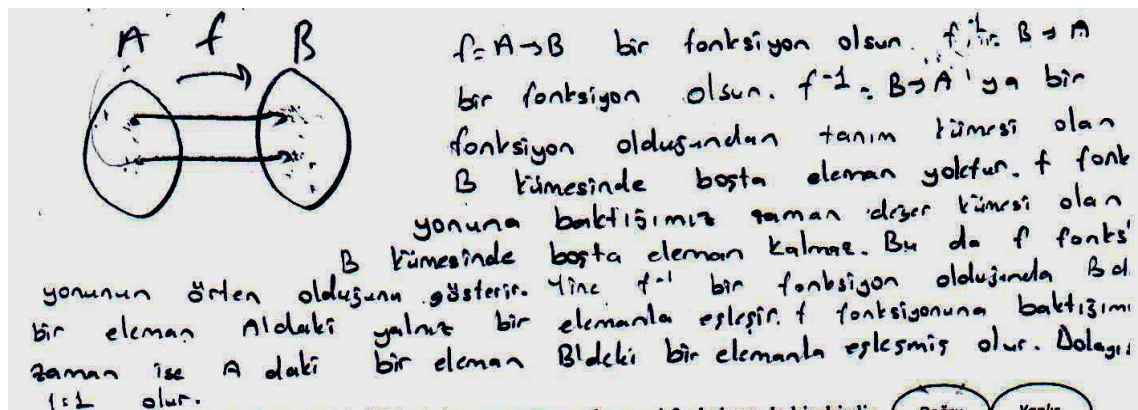 A f B
f: A→B bir fonksiyon olsun. f⁻¹: B→A
bir fonksiyon olsun. f⁻¹: B→A'ya bir
fonksiyon olduğundan tanım kümesi olan
B kümesinde boşta eleman yoktur. f fonk
yonuna baktığımız zaman değer kümesi olan
B kümesinde boşta eleman kalmaz. Bu da f fonks
yonunun örten olduğunu gösterir. Yine f⁻¹ bir fonksiyon olduğunda B d
bir eleman A'daki yalnız bir elemanla eşleşir. f fonksiyonuna baktığımı
zaman ise A daki bir eleman B'deki bir elemanla eşleşmiş olur. Dolayı
1:1 olur.
Doğru Yanlış